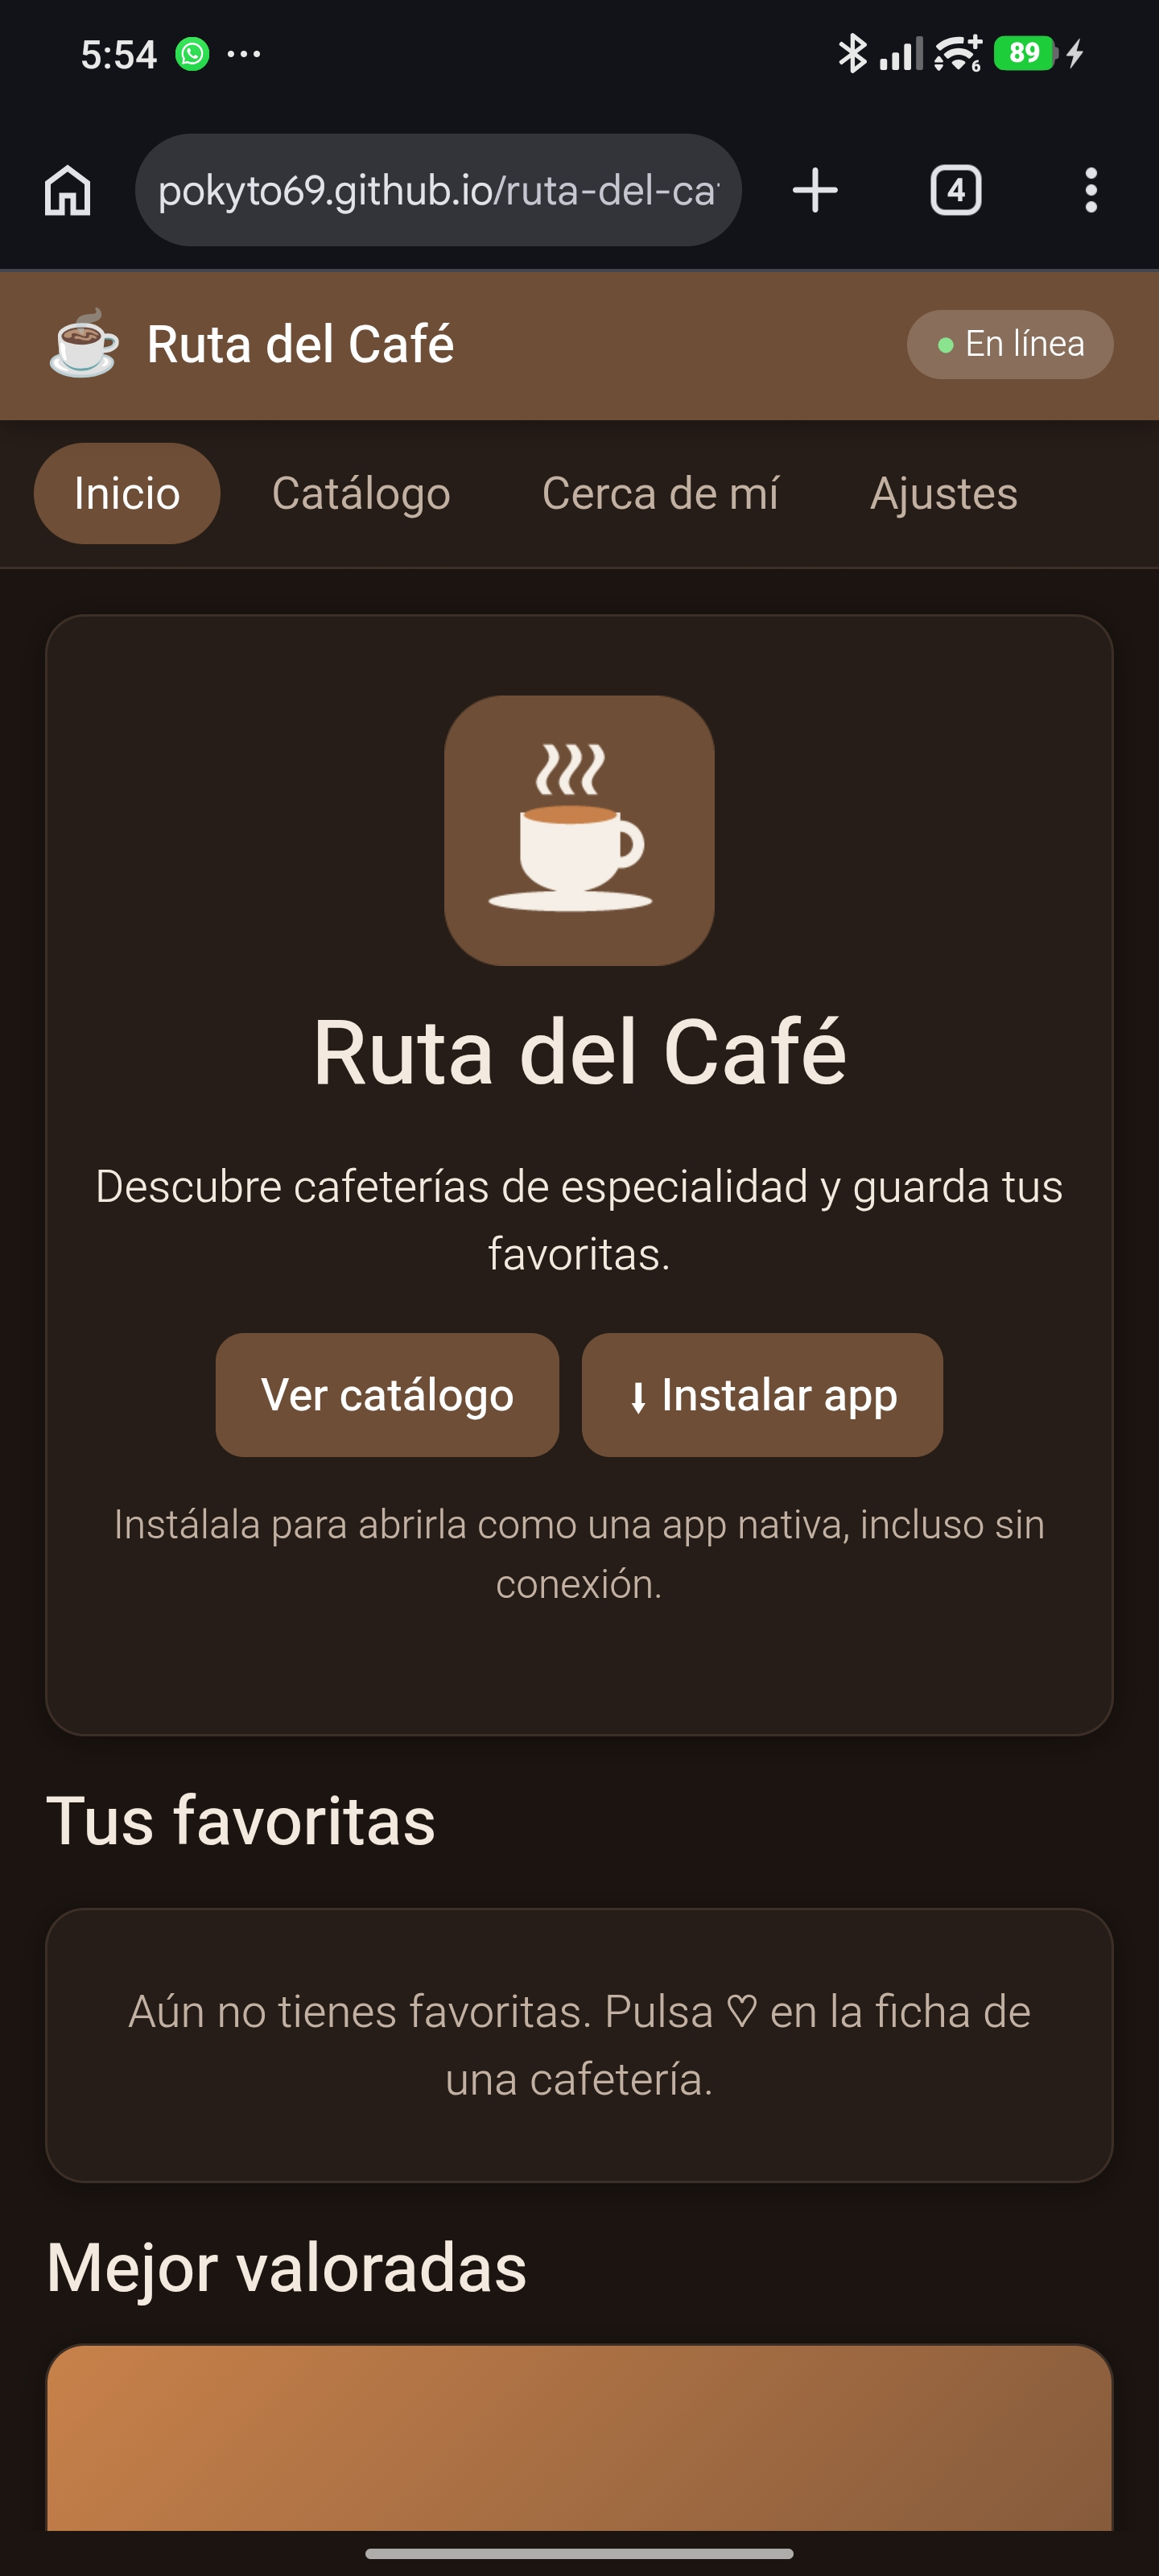 5:54
6
89
pokyto69.github.io/ruta-del-ca
4
Ruta del Café
En línea
Inicio
Catálogo
Cerca de mí
Ajustes
Ruta del Café
Descubre cafeterías de especialidad y guarda tus
favoritas.
Ver catálogo
⬇ Instalar app
Instálala para abrirla como una app nativa, incluso sin
conexión.
Tus favoritas
Aún no tienes favoritas. Pulsa ♡ en la ficha de
una cafetería.
Mejor valoradas